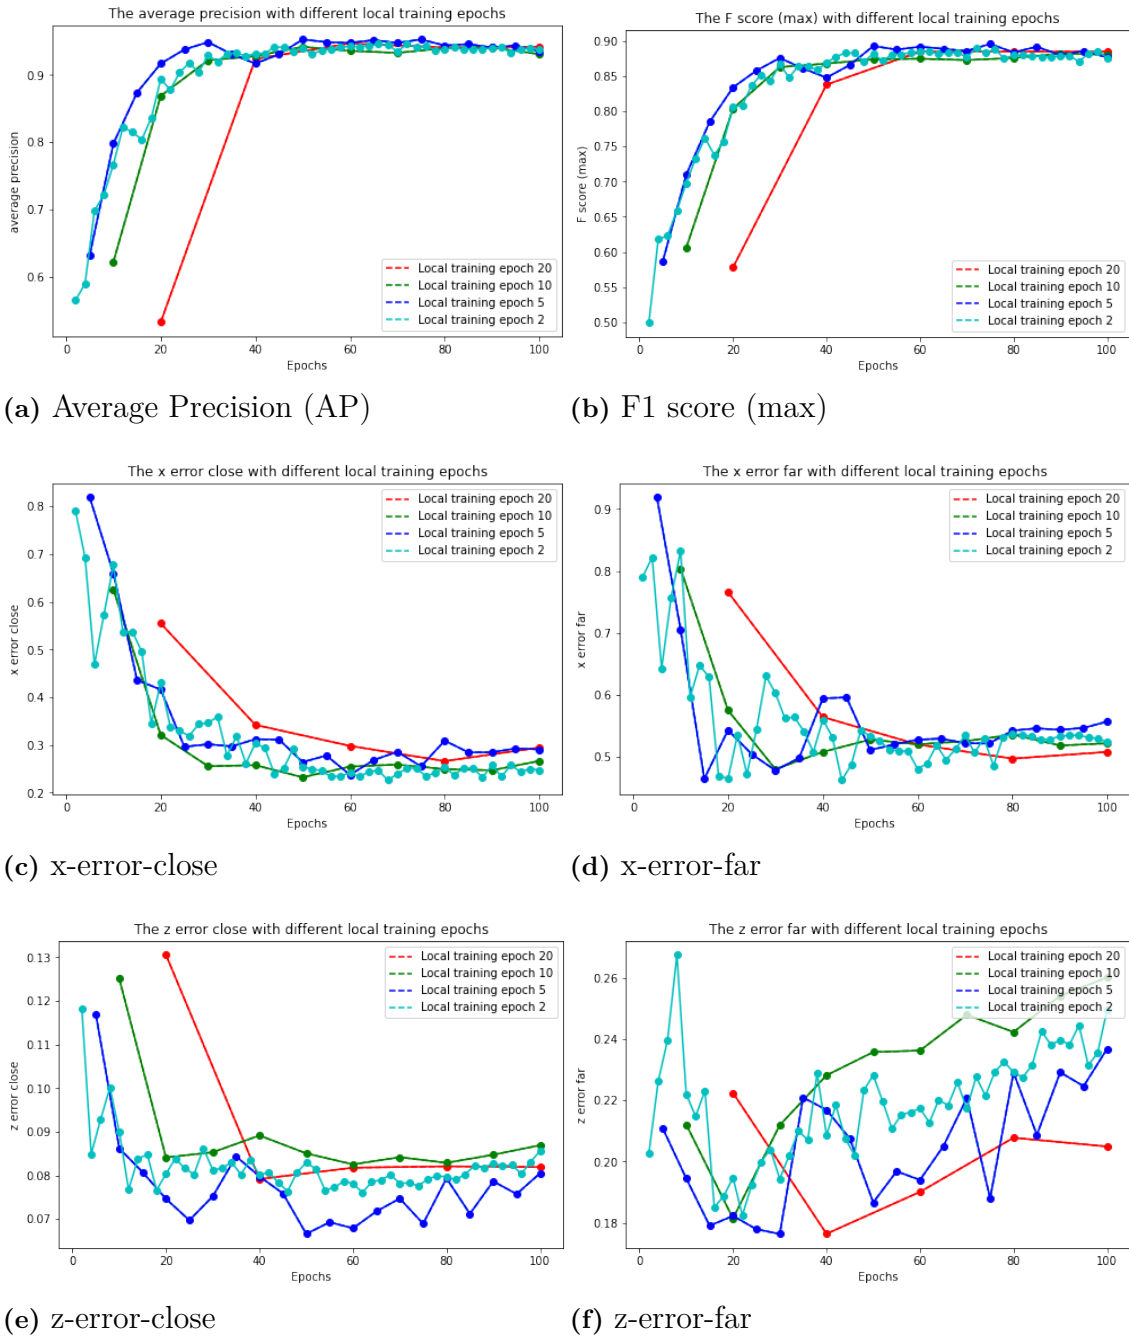 The average precision with different local training epochs
average precision
0.9
0.8
0.7
0.6
Local training epoch 20
Local training epoch 10
Local training epoch 5
Local training epoch 2
0 20 40 60 80 100
Epochs
(a) Average Precision (AP)
The F score (max) with different local training epochs
F score (max)
0.90
0.85
0.80
0.75
0.70
0.65
0.60
0.55
0.50
Local training epoch 20
Local training epoch 10
Local training epoch 5
Local training epoch 2
0 20 40 60 80 100
Epochs
(b) F1 score (max)
The x error close with different local training epochs
x error close
0.8
0.7
0.6
0.5
0.4
0.3
0.2
Local training epoch 20
Local training epoch 10
Local training epoch 5
Local training epoch 2
0 20 40 60 80 100
Epochs
(c) x-error-close
The x error far with different local training epochs
x error far
0.9
0.8
0.7
0.6
0.5
Local training epoch 20
Local training epoch 10
Local training epoch 5
Local training epoch 2
0 20 40 60 80 100
Epochs
(d) x-error-far
The z error close with different local training epochs
z error close
0.13
0.12
0.11
0.10
0.09
0.08
0.07
Local training epoch 20
Local training epoch 10
Local training epoch 5
Local training epoch 2
0 20 40 60 80 100
Epochs
(e) z-error-close
The z error far with different local training epochs
z error far
0.26
0.24
0.22
0.20
0.18
Local training epoch 20
Local training epoch 10
Local training epoch 5
Local training epoch 2
0 20 40 60 80 100
Epochs
(f) z-error-far